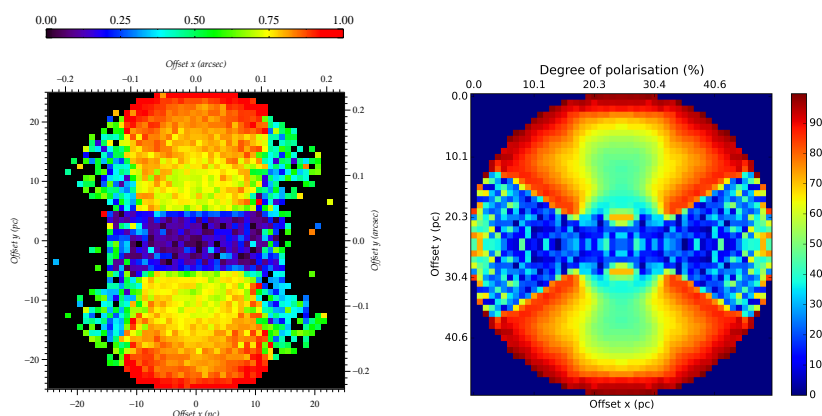 0.00 0.25 0.50 0.75 1.00
Offset x (arcsec)
−0.2 −0.1 0.0 0.1 0.2
20
10
0
−10
−20
Offset y (pc)
0.2
0.1
0.0
−0.1
−0.2
Offset y (arcsec)
−20 −10 0 10 20
Offset x (pc)
Degree of polarisation (%)
0.0 10.1 20.3 30.4 40.6
0.0
10.1
20.3
30.4
40.6
Offset y (pc)
Offset x (pc)
90
80
70
60
50
40
30
20
10
0